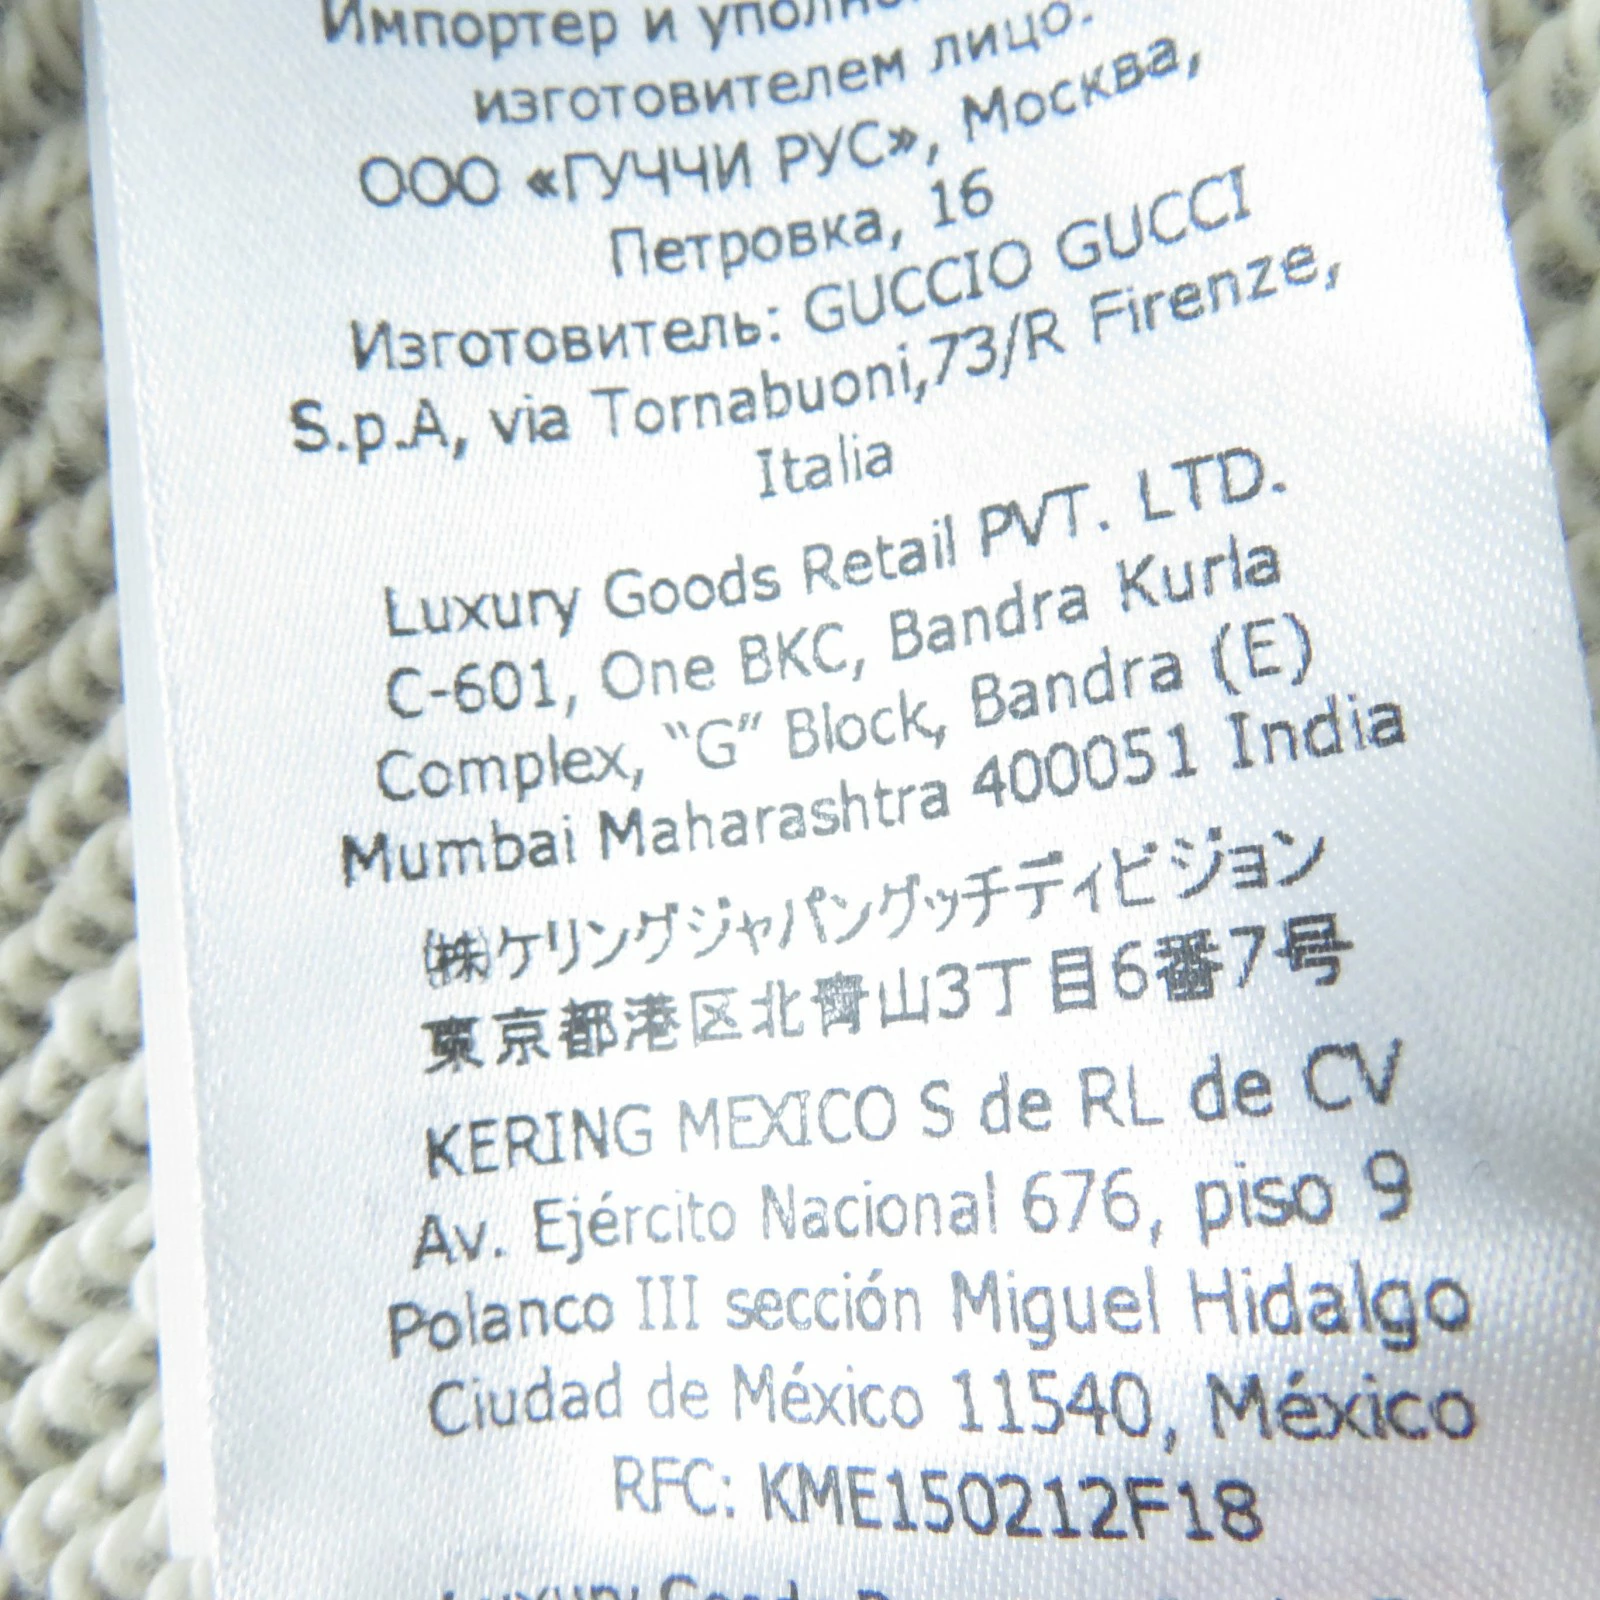 Импортер и
изготовителем лицо:
ООО «ГУЧЧИ РУС», Москва,
Петровка, 16
Изготовитель: GUCCIO GUCCI
S.p.A, via Tornabuoni,73/R Firenze,
Italia
Luxury Goods Retail PVT. LTD.
C-601, One BKC, Bandra Kurla
Complex, “G” Block, Bandra (E)
Mumbai Maharashtra 400051 India
㈱ケリングジャパングッチディビジョン
東京都港区北青山3丁目6番7号
KERING MEXICO S de RL de CV
Av. Ejército Nacional 676, piso 9
Polanco III sección Miguel Hidalgo
Ciudad de México 11540, México
RFC: KME150212F18